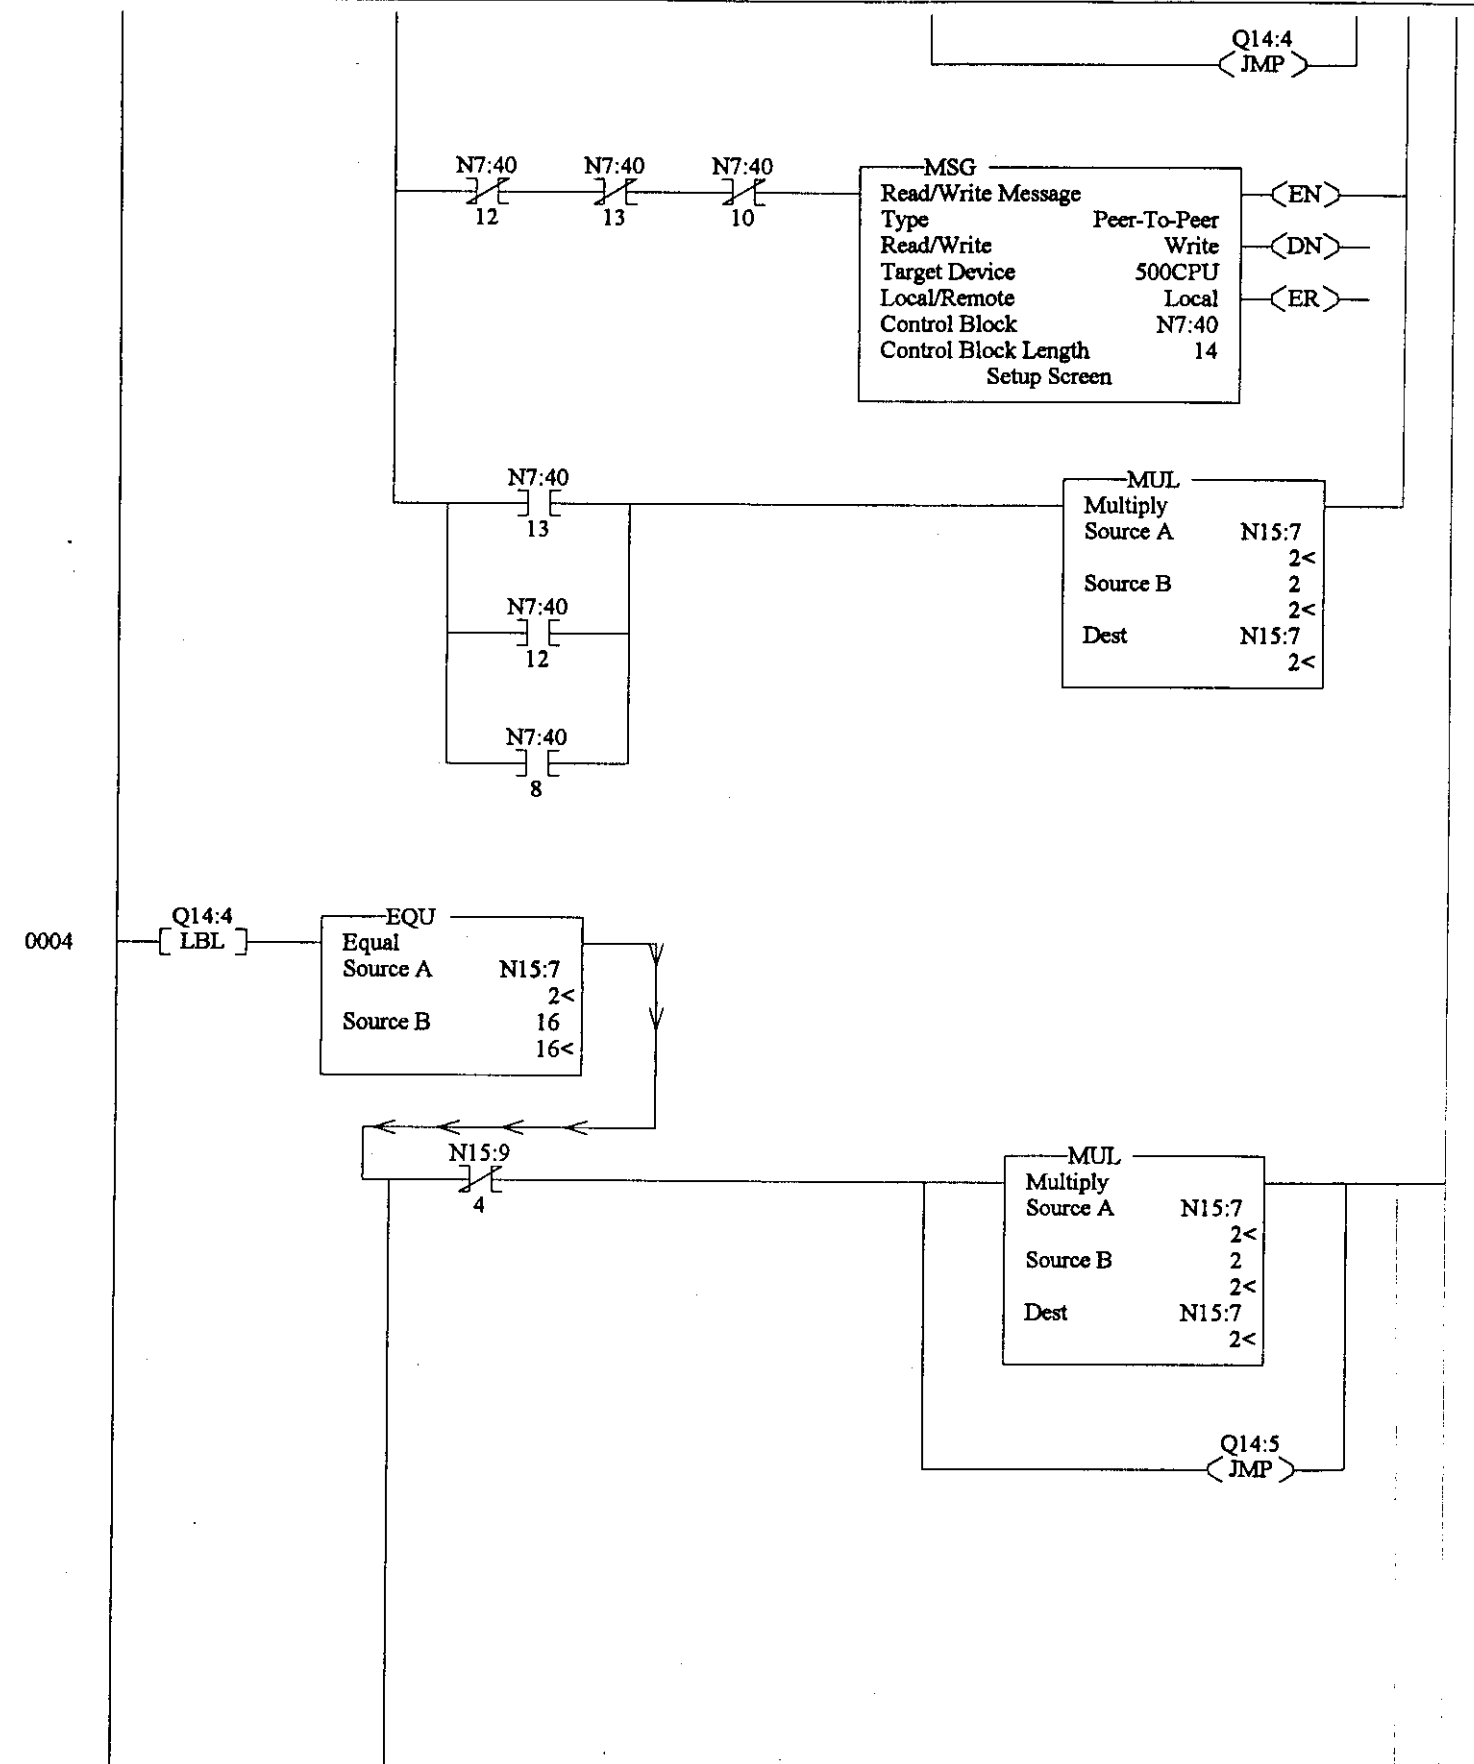 Q14:4
JMP
N7:40 N7:40 N7:40
12 13 10
MSG
Read/Write Message
Type Peer-To-Peer
Read/Write Write
Target Device 500CPU
Local/Remote Local
Control Block N7:40
Control Block Length 14
Setup Screen
EN
DN
ER
N7:40
13
N7:40
12
N7:40
8
MUL
Multiply
Source A N15:7
2<
Source B 2
2<
Dest N15:7
2<
0004
Q14:4
LBL
EQU
Equal
Source A N15:7
2<
Source B 16
16<
N15:9
4
MUL
Multiply
Source A N15:7
2<
Source B 2
2<
Dest N15:7
2<
Q14:5
JMP